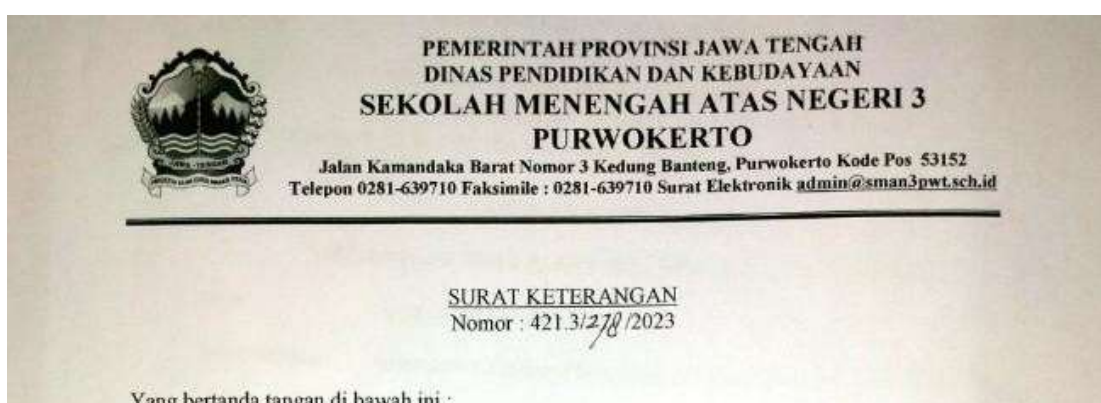 PEMERINTAH PROVINSI JAWA TENGAH
DINAS PENDIDIKAN DAN KEBUDAYAAN
SEKOLAH MENENGAH ATAS NEGERI 3
PURWOKERTO
Jalan Kamandaka Barat Nomor 3 Kedung Banteng, Purwokerto Kode Pos 53152
Telepon 0281-639710 Faksimile : 0281-639710 Surat Elektronik admin@sman3pwt.sch.id
JAWA - TENGAH
SURAT KETERANGAN
Nomor : 421.3/278/2023
Yang bertanda tangan di bawah ini :